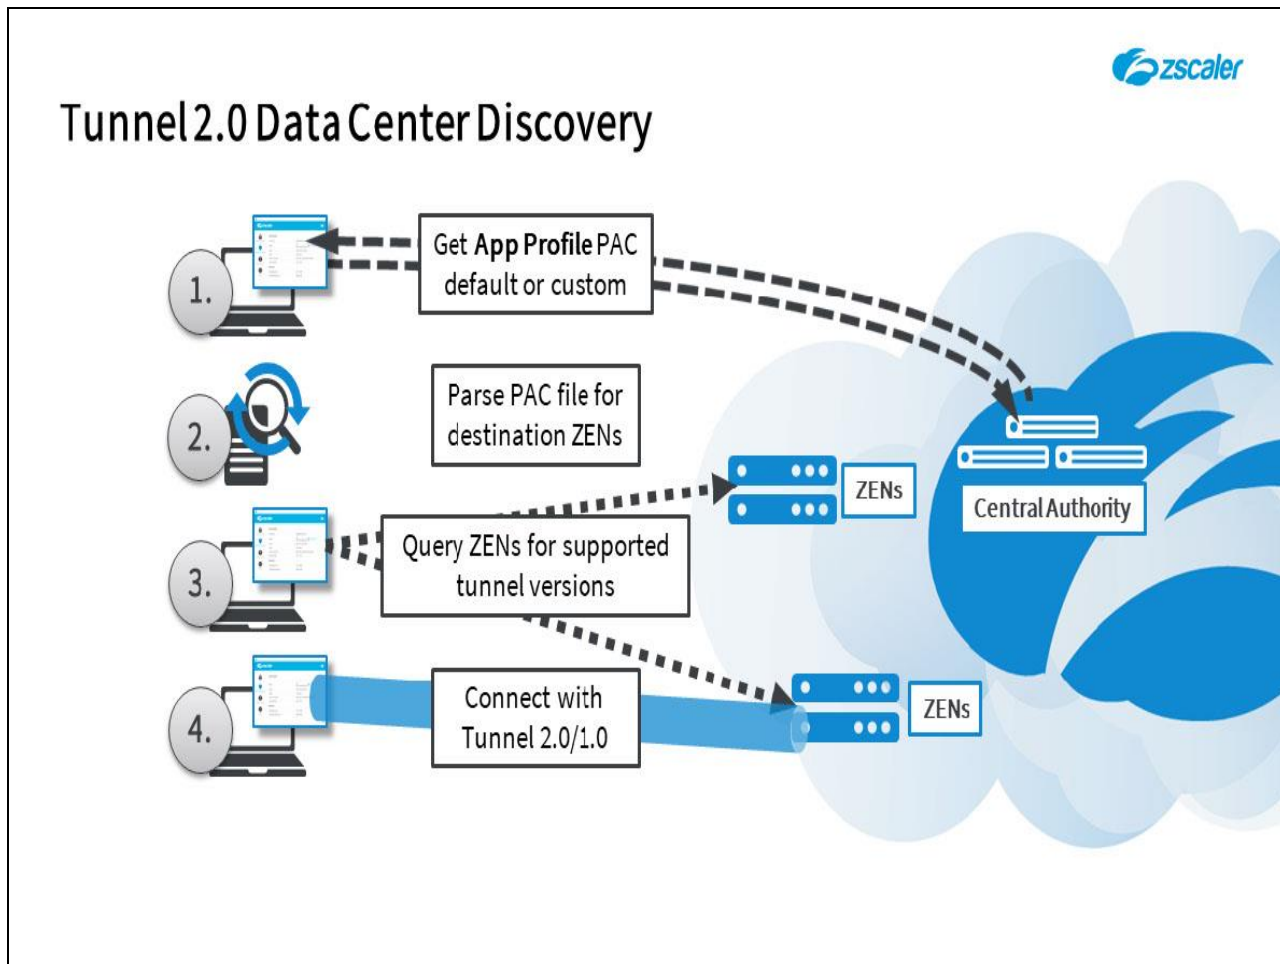 zscaler
Tunnel 2.0 Data Center Discovery
1.
Get App Profile PAC
default or custom
2.
Parse PAC file for
destination ZENs
ZENs
Central Authority
3.
Query ZENs for supported
tunnel versions
4.
Connect with
Tunnel 2.0/1.0
ZENs